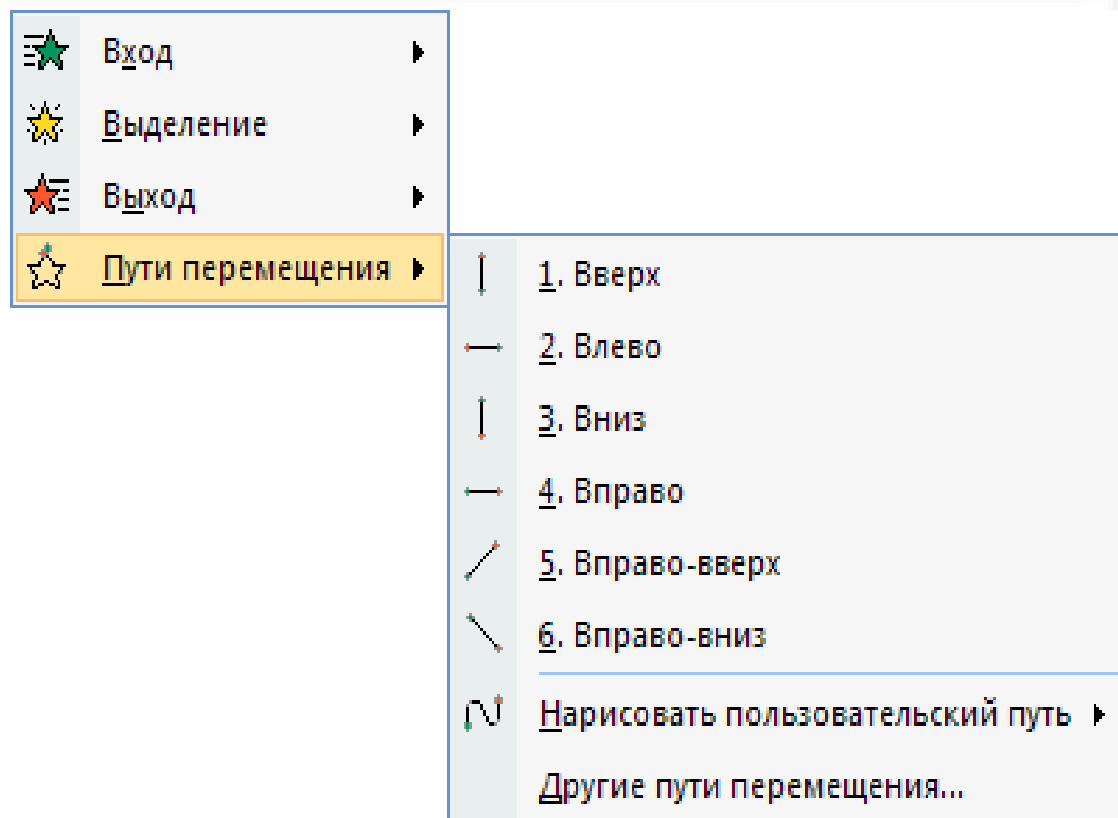 Вход
Выделение
Выход
Пути перемещения
1. Вверх
2. Влево
3. Вниз
4. Вправо
5. Вправо-вверх
6. Вправо-вниз
Нарисовать пользовательский путь
Другие пути перемещения...